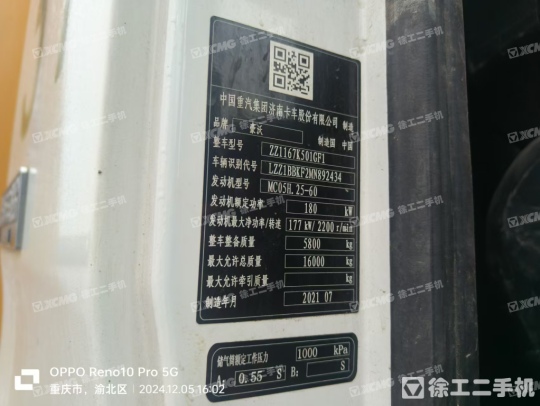 中国重汽集团济南卡车股份有限公司 制造
品牌 豪沃 制造国 中国
整车型号 ZZ1167K501GF1
车辆识别代号 LZZ1BBKF2MN892434
发动机型号 MC05H.25-60
发动机额定功率 180 kW
发动机最大净功率/转速 177 kW/ 2200 r/min
整车整备质量 5800 kg
最大允许总质量 16000 kg
最大允许牵引质量 kg
制造年月 2021 07
储气筒额定工作压力 1000 kPa
0.55 S B: S
OPPO Reno10 Pro 5G
重庆市、渝北区 2024.12.05 16:02
XCMG 徐工二手机
徐工二手机